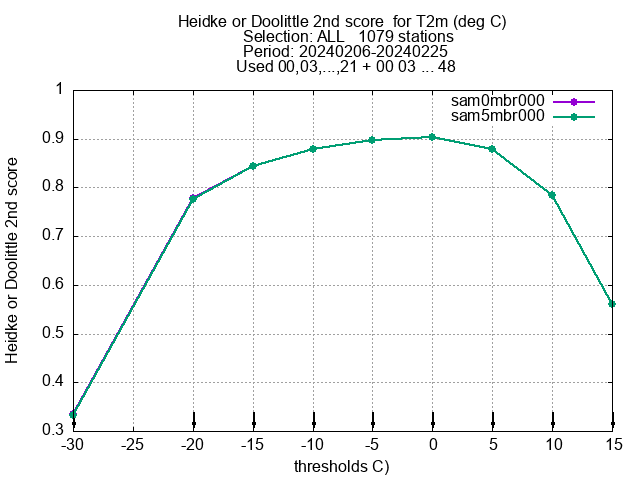 Heidke or Doolittle 2nd score  for T2m (deg C)
Selection: ALL   1079 stations
Period: 20240206-20240225
Used 00,03,...,21 + 00 03 ... 48
sam0mbr000
sam5mbr000
1
0.9
0.8
0.7
0.6
0.5
0.4
0.3
Heidke or Doolittle 2nd score
-30 -25 -20 -15 -10 -5 0 5 10 15
thresholds C)